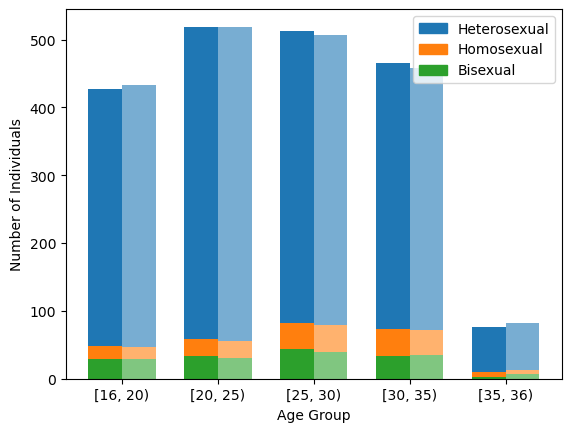 Heterosexual
Homosexual
Bisexual
Number of Individuals
500
400
300
200
100
0
[16, 20)
[20, 25)
[25, 30)
[30, 35)
[35, 36)
Age Group